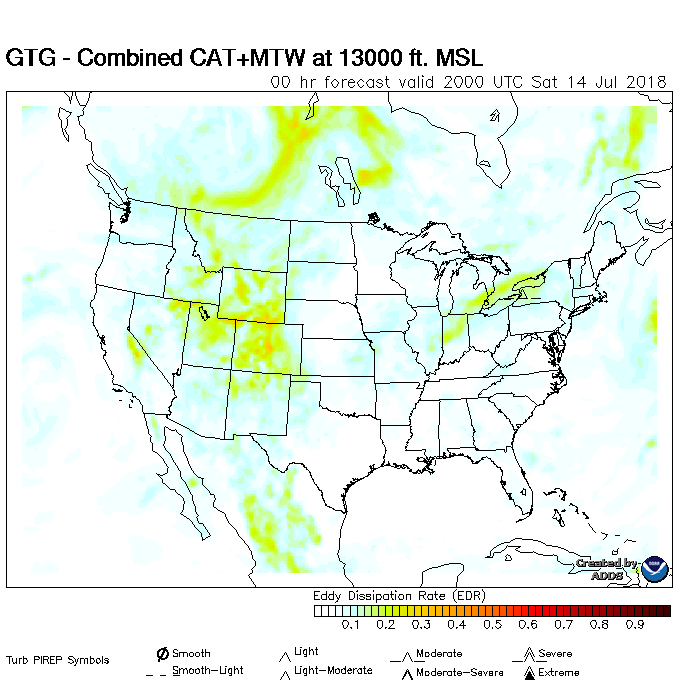 GTG - Combined CAT+MTW at 13000 ft. MSL
00 hr forecast valid 2000 UTC Sat 14 Jul 2018
Created by
ADDS
Eddy Dissipation Rate (EDR)
0.1 0.2 0.3 0.4 0.5 0.6 0.7 0.8 0.9
Turb PIREP Symbols
Smooth Light Moderate Severe
Smooth-Light Light-Moderate Moderate-Severe Extreme